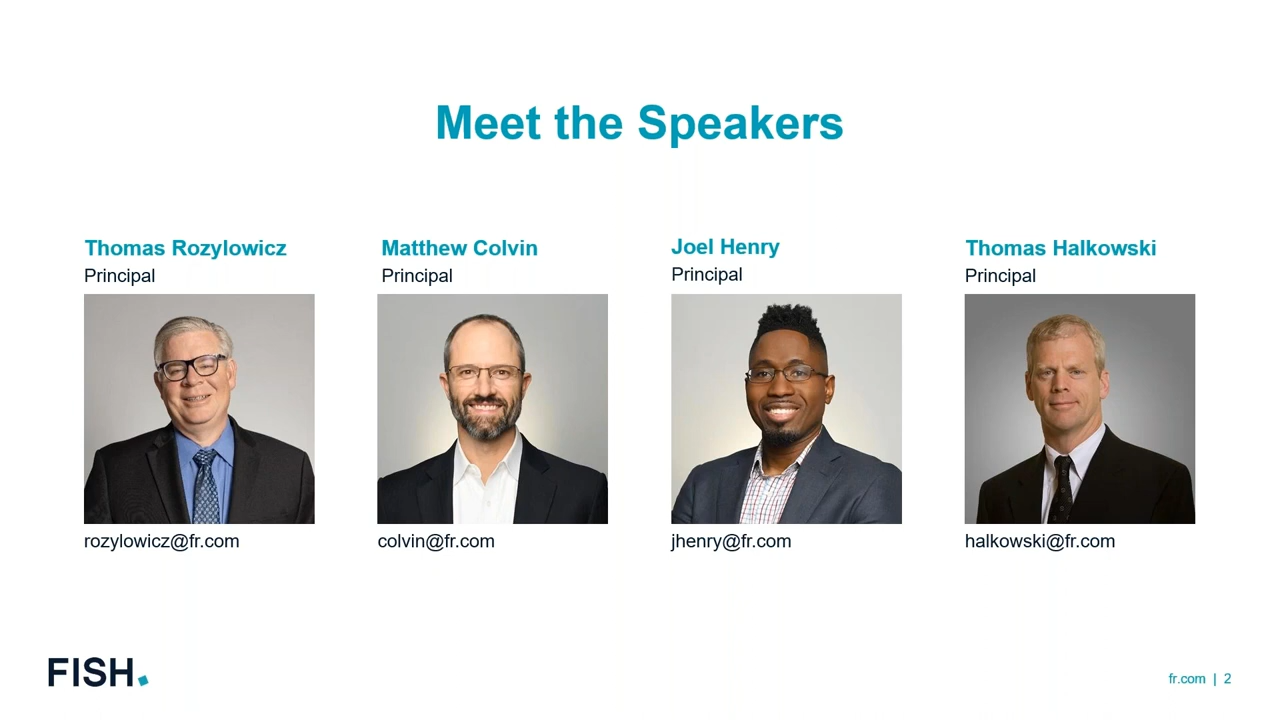 Meet the Speakers
Thomas Rozylowicz
Principal
rozylowicz@fr.com
Matthew Colvin
Principal
colvin@fr.com
Joel Henry
Principal
jhenry@fr.com
Thomas Halkowski
Principal
halkowski@fr.com
FISH.
fr.com | 2